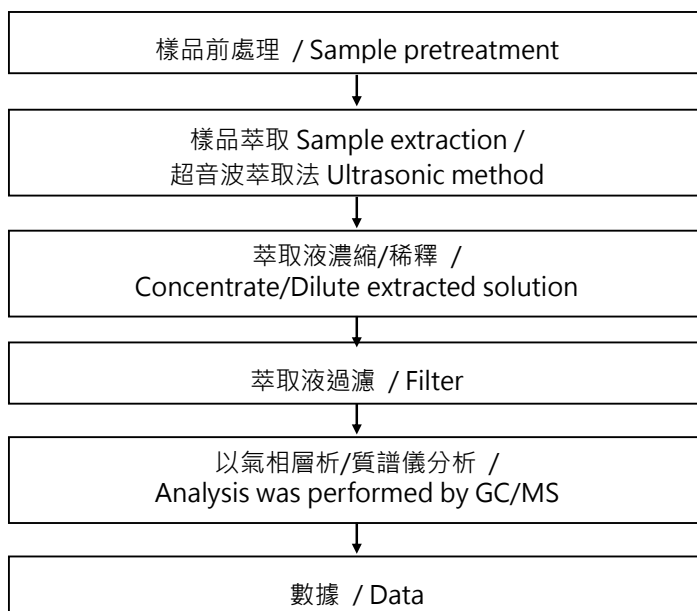 樣品前處理 / Sample pretreatment
樣品萃取 Sample extraction /
超音波萃取法 Ultrasonic method
萃取液濃縮/稀釋 /
Concentrate/Dilute extracted solution
萃取液過濾 / Filter
以氣相層析/質譜儀分析 /
Analysis was performed by GC/MS
數據 / Data